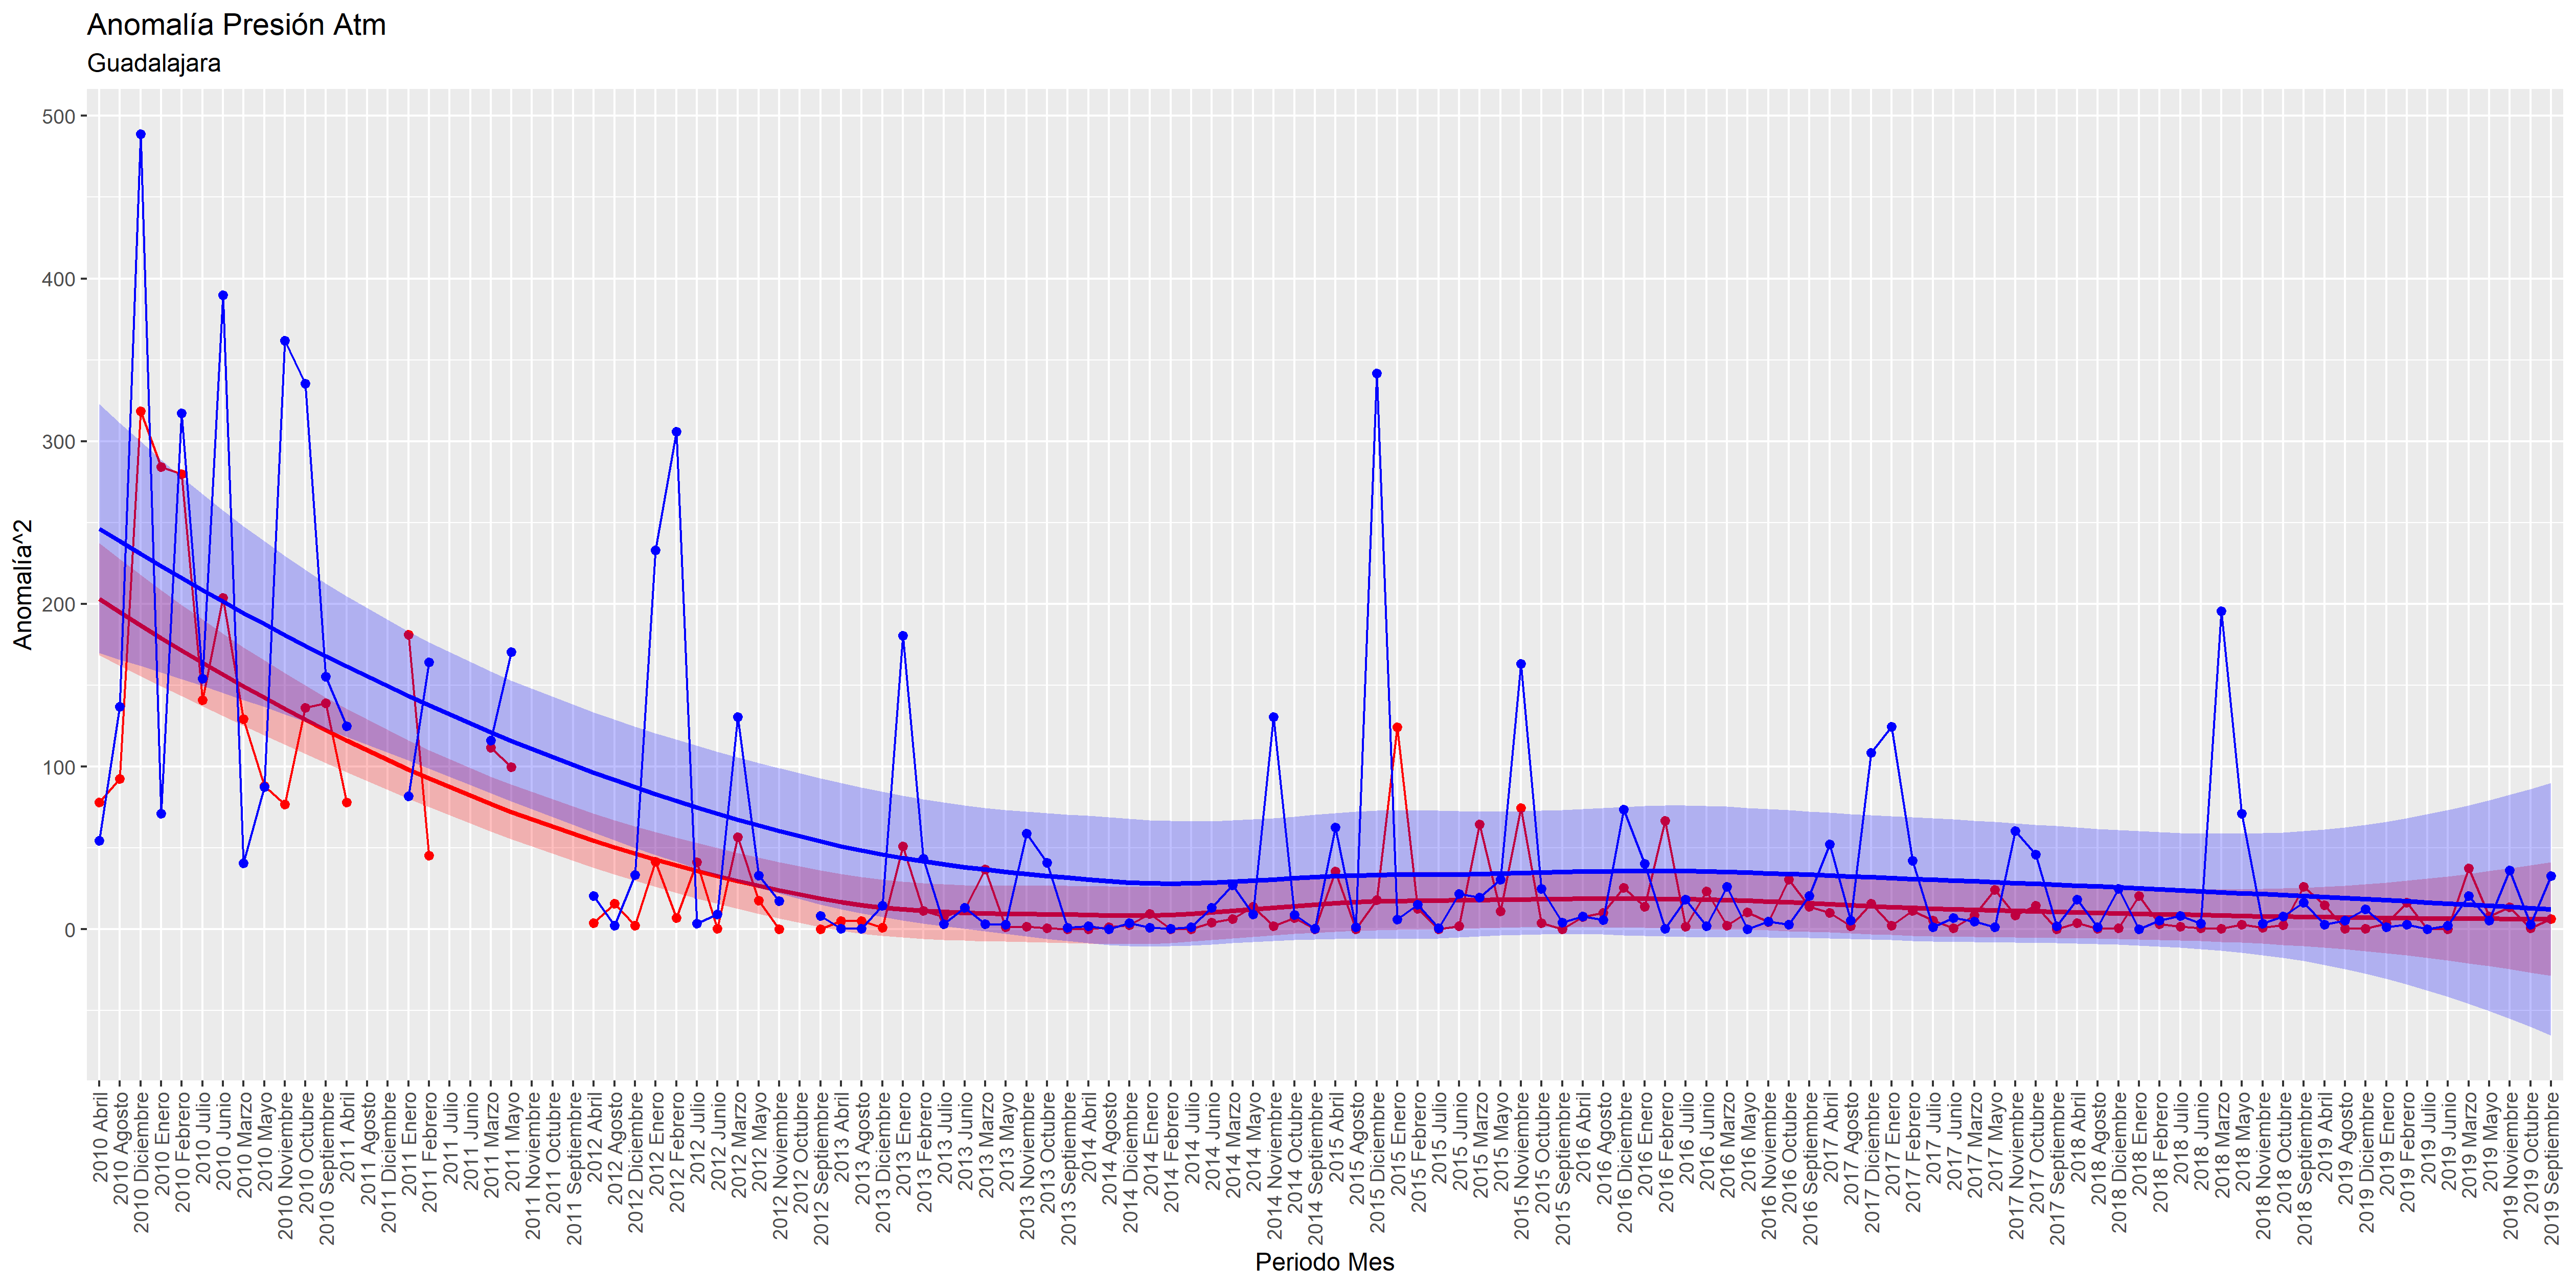 Anomalía Presión Atm
Guadalajara
500
400
300
200
100
0
Anomalía^2
2010 Abril
2010 Agosto
2010 Diciembre
2010 Enero
2010 Febrero
2010 Julio
2010 Junio
2010 Marzo
2010 Mayo
2010 Noviembre
2010 Octubre
2010 Septiembre
2011 Abril
2011 Agosto
2011 Diciembre
2011 Enero
2011 Febrero
2011 Julio
2011 Junio
2011 Marzo
2011 Mayo
2011 Noviembre
2011 Octubre
2011 Septiembre
2012 Abril
2012 Agosto
2012 Diciembre
2012 Enero
2012 Febrero
2012 Julio
2012 Junio
2012 Marzo
2012 Mayo
2012 Noviembre
2012 Octubre
2012 Septiembre
2013 Abril
2013 Agosto
2013 Diciembre
2013 Enero
2013 Febrero
2013 Julio
2013 Junio
2013 Marzo
2013 Mayo
2013 Noviembre
2013 Octubre
2013 Septiembre
2014 Abril
2014 Agosto
2014 Diciembre
2014 Enero
2014 Febrero
2014 Julio
2014 Junio
2014 Marzo
2014 Mayo
2014 Noviembre
2014 Octubre
2014 Septiembre
2015 Abril
2015 Agosto
2015 Diciembre
2015 Enero
2015 Febrero
2015 Julio
2015 Junio
2015 Marzo
2015 Mayo
2015 Noviembre
2015 Octubre
2015 Septiembre
2016 Abril
2016 Agosto
2016 Diciembre
2016 Enero
2016 Febrero
2016 Julio
2016 Junio
2016 Marzo
2016 Mayo
2016 Noviembre
2016 Octubre
2016 Septiembre
2017 Abril
2017 Agosto
2017 Diciembre
2017 Enero
2017 Febrero
2017 Julio
2017 Junio
2017 Marzo
2017 Mayo
2017 Noviembre
2017 Octubre
2017 Septiembre
2018 Abril
2018 Agosto
2018 Diciembre
2018 Enero
2018 Febrero
2018 Julio
2018 Junio
2018 Marzo
2018 Mayo
2018 Noviembre
2018 Octubre
2018 Septiembre
2019 Abril
2019 Agosto
2019 Diciembre
2019 Enero
2019 Febrero
2019 Julio
2019 Junio
2019 Marzo
2019 Mayo
2019 Noviembre
2019 Octubre
2019 Septiembre
Periodo Mes